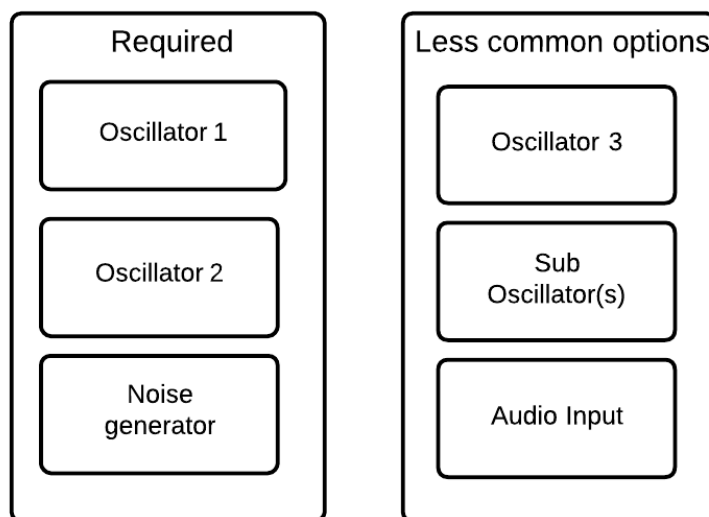 Required
Oscillator 1
Oscillator 2
Noise
generator
Less common options
Oscillator 3
Sub
Oscillator(s)
Audio Input